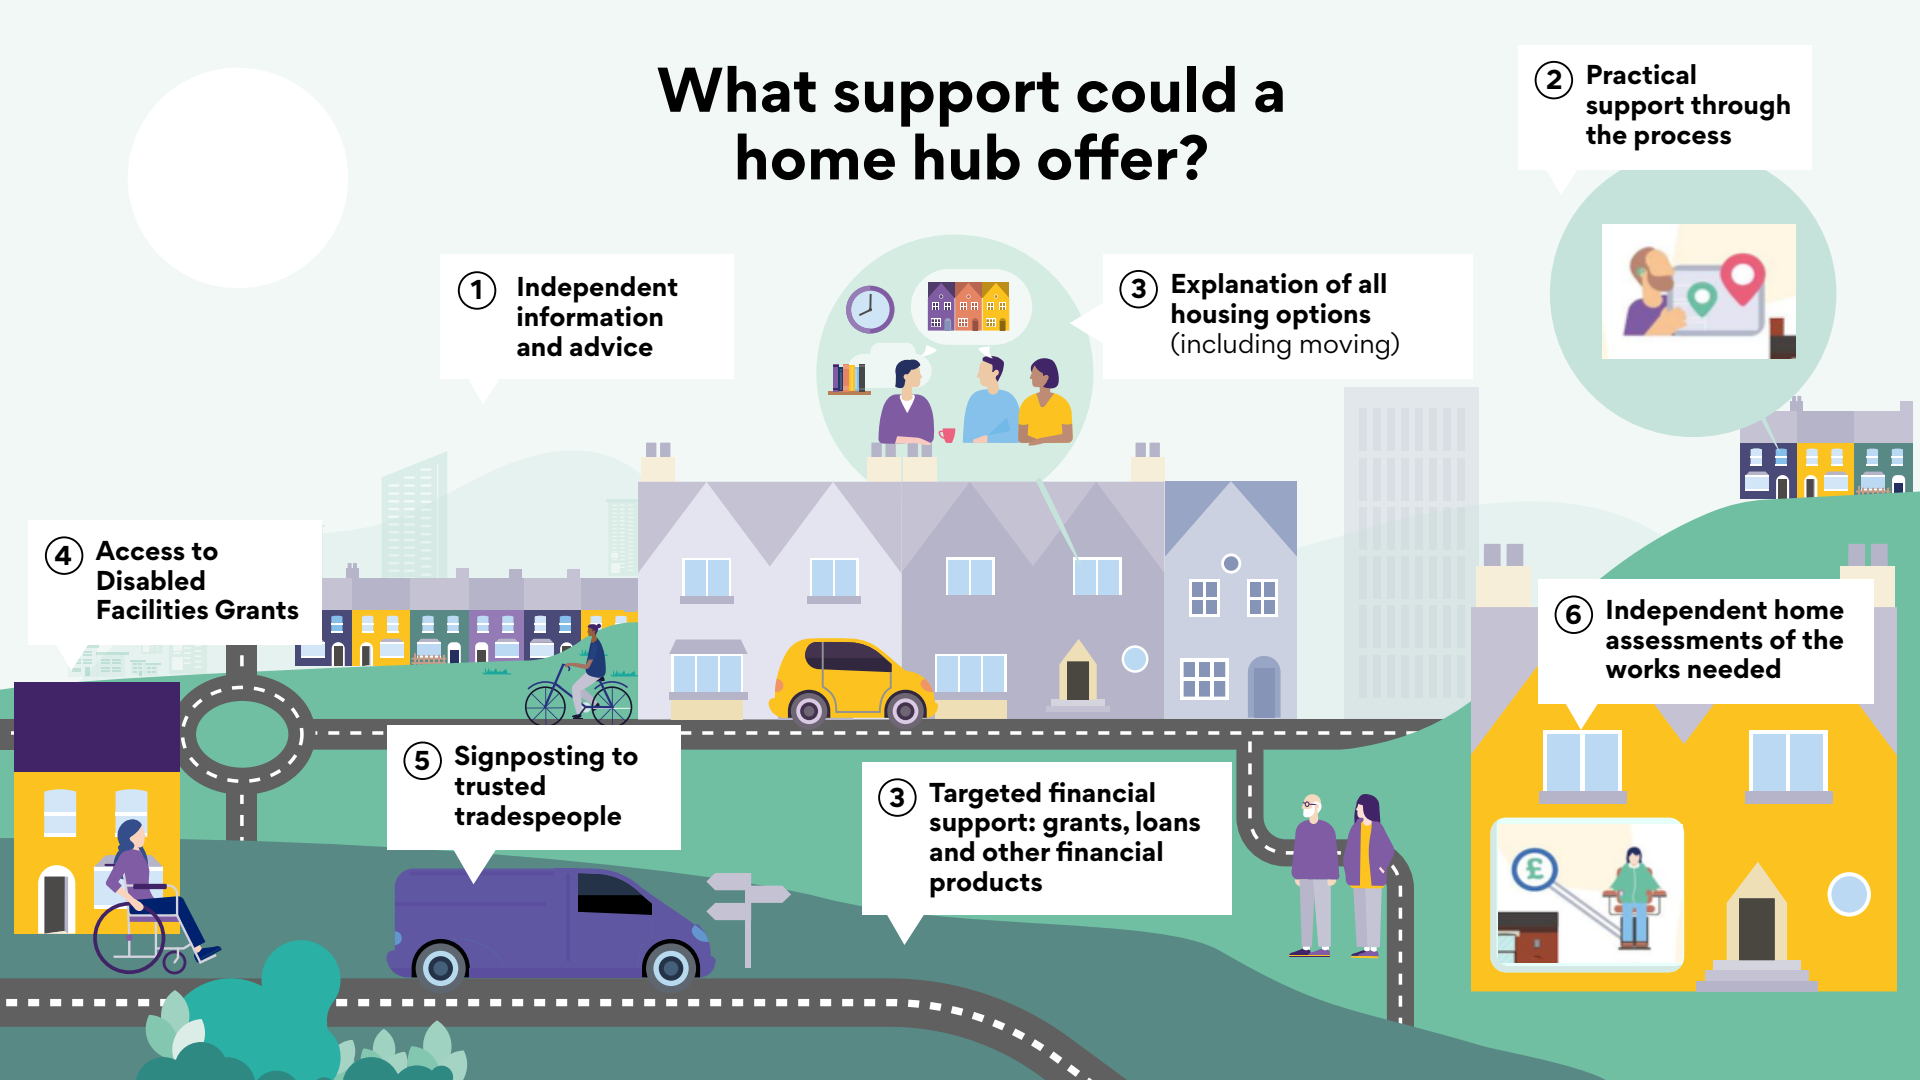 What support could a
home hub offer?
2
Practical
support through
the process
1
Independent
information
and advice
3
Explanation of all
housing options
(including moving)
4
Access to
Disabled
Facilities Grants
6
Independent home
assessments of the
works needed
5
Signposting to
trusted
tradespeople
3
Targeted financial
support: grants, loans
and other financial
products
£